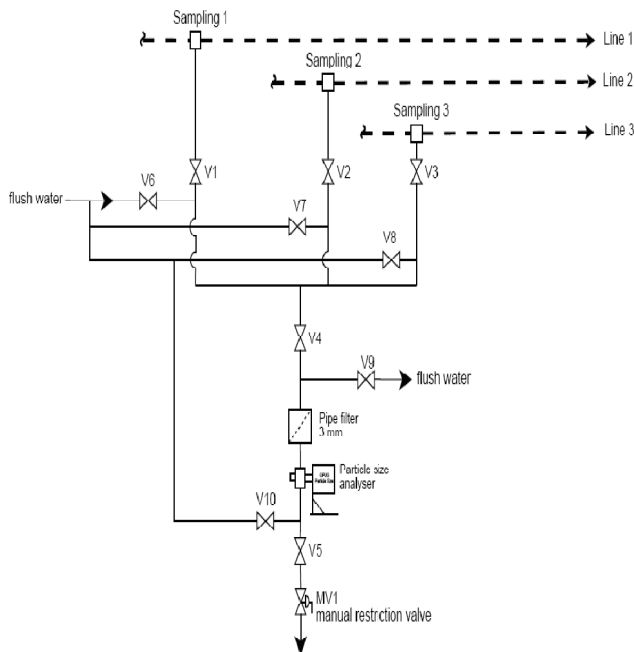 Sampling 1
Line 1
Sampling 2
Line 2
Sampling 3
Line 3
V1
V2
V3
V6
flush water
V7
V8
V4
V9
flush water
Pipe filter
3 mm
Particle size
analyser
V10
V5
MV1
manual restriction valve